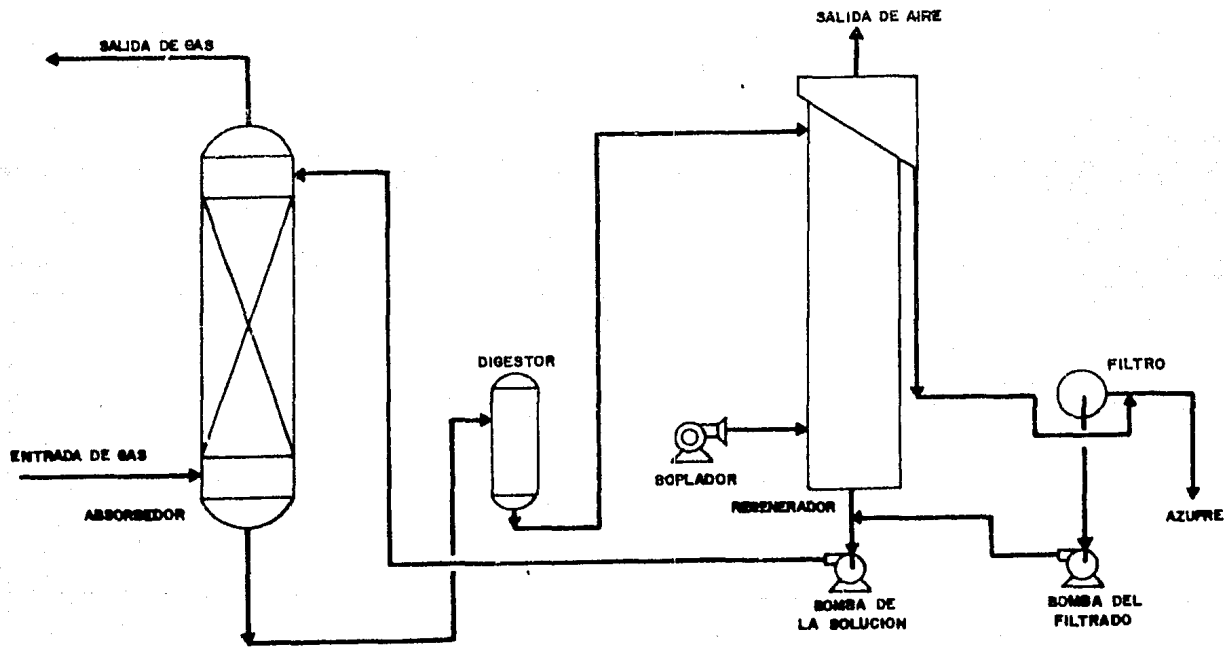 SALIDA DE AIRE
SALIDA DE GAS
DIGESTOR
FILTRO
ENTRADA DE GAS
SOPLADOR
ABSORBEDOR
REGENERADOR
AZUFRE
BOMBA DE
LA SOLUCION
BOMBA DEL
FILTRADO